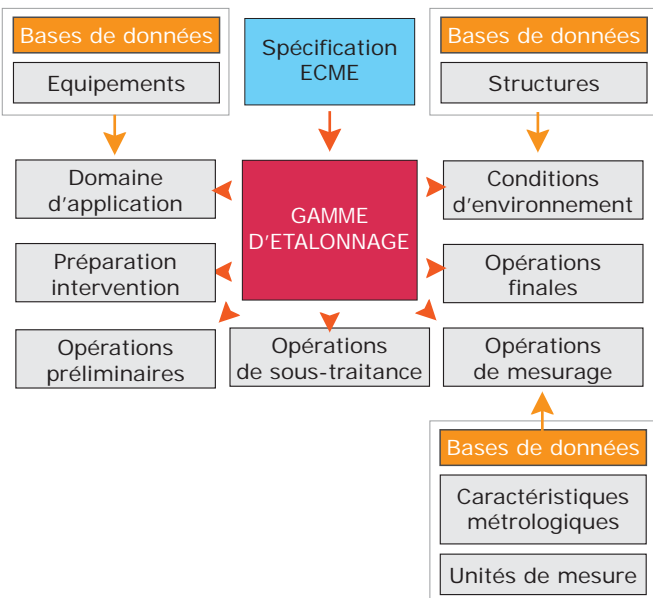 Bases de données
Equipements
Spécification
ECME
Bases de données
Structures
Domaine
d'application
GAMME
D'ETALONNAGE
Conditions
d'environnement
Préparation
intervention
Opérations
finales
Opérations
préliminaires
Opérations
de sous-traitance
Opérations
de mesurage
Bases de données
Caractéristiques
métrologiques
Unités de mesure